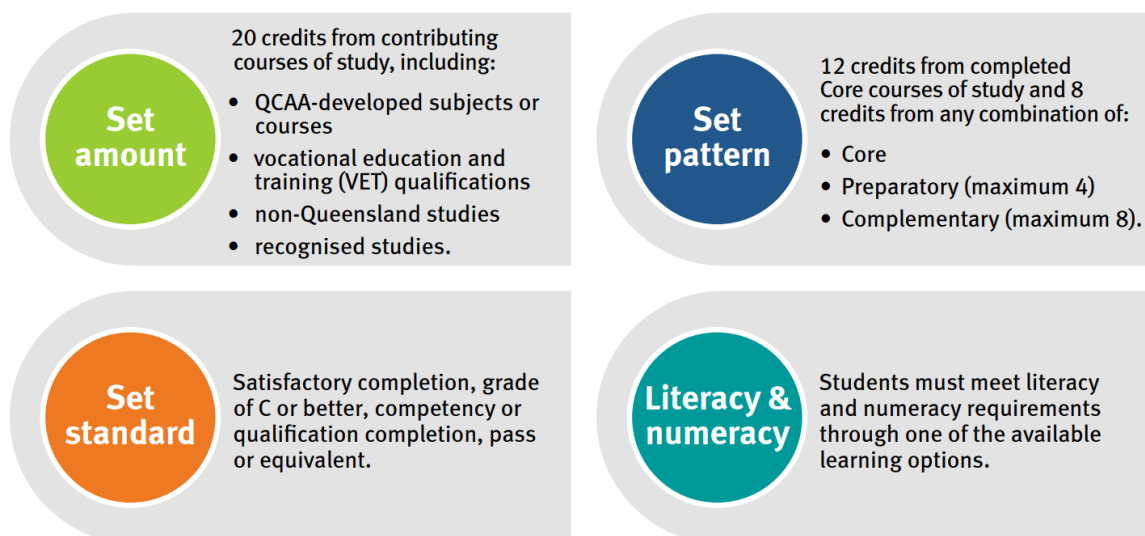 Set
amount
20 credits from contributing
courses of study, including:
• QCAA-developed subjects or
courses
• vocational education and
training (VET) qualifications
• non-Queensland studies
• recognised studies.
Set
pattern
12 credits from completed
Core courses of study and 8
credits from any combination of:
• Core
• Preparatory (maximum 4)
• Complementary (maximum 8).
Set
standard
Satisfactory completion, grade
of C or better, competency or
qualification completion, pass
or equivalent.
Literacy &
numeracy
Students must meet literacy
and numeracy requirements
through one of the available
learning options.